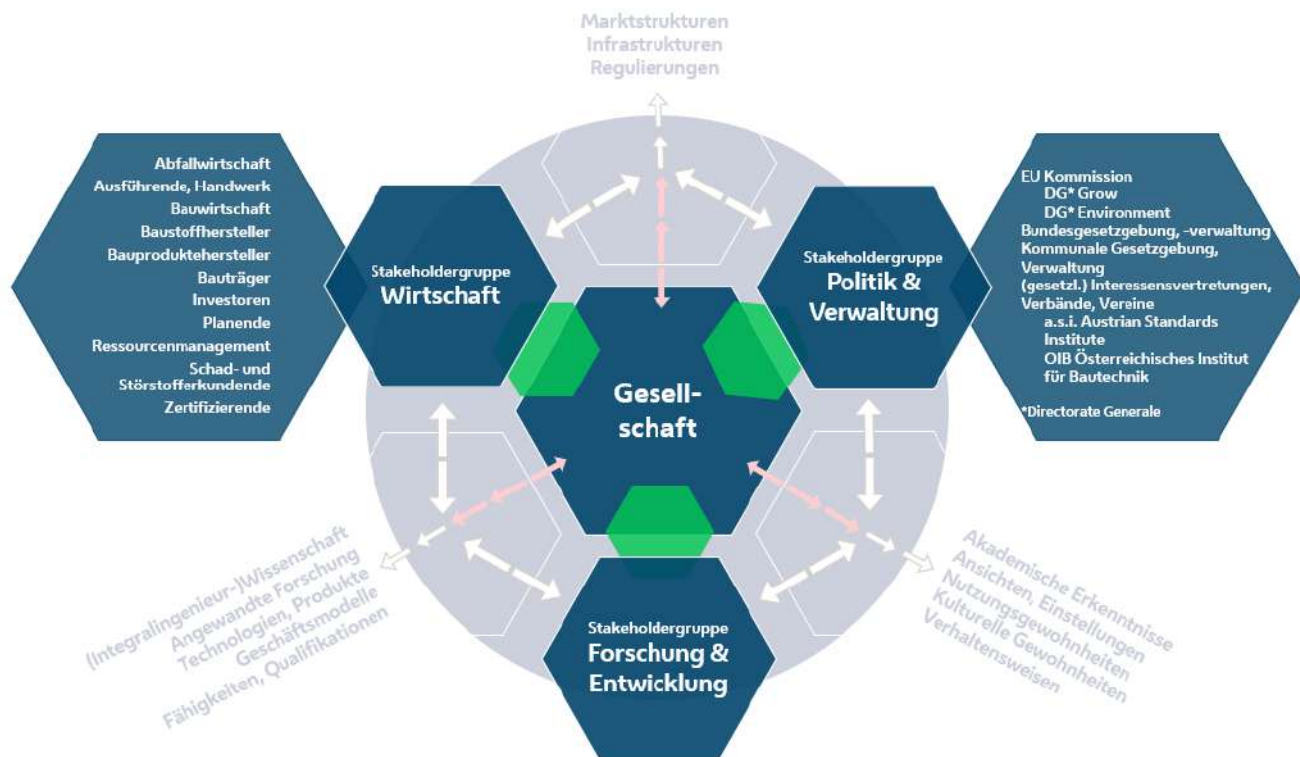 Marktstrukturen
Infrastrukturen
Regulierungen
Abfallwirtschaft
Ausführende, Handwerk
Bauwirtschaft
Baustoffhersteller
Bauproduktehersteller
Bauträger
Investoren
Planende
Ressourcenmanagement
Schad- und
Störstofferkundende
Zertifizierende
Stakeholdergruppe
Wirtschaft
Stakeholdergruppe
Politik &
Verwaltung
EU Kommission
DG* Grow
DG* Environment
Bundesgesetzgebung, -verwaltung
Kommunale Gesetzgebung,
Verwaltung
(gesetzl.) Interessensvertretungen,
Verbände, Vereine
a.s.i. Austrian Standards
Institute
OIB Österreichisches Institut
für Bautechnik
*Directorate Generale
Gesell-
schaft
(Integralingenieur-)Wissenschaft
Angewandte Forschung
Technologien, Produkte
Geschäftsmodelle
Fähigkeiten, Qualifikationen
Stakeholdergruppe
Forschung &
Entwicklung
Akademische Erkenntnisse
Ansichten, Einstellungen
Nutzungsgewohnheiten
Kulturelle Gewohnheiten
Verhaltensweisen